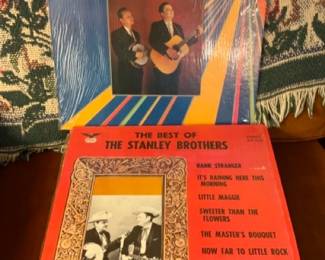 THE BEST OF
THE STANLEY BROTHERS
RANK STRANGER
IT'S RAINING HERE THIS
MORNING
LITTLE MAGGIE
SWEETER THAN THE
FLOWERS
THE MASTER'S BOUQUET
HOW FAR TO LITTLE ROCK